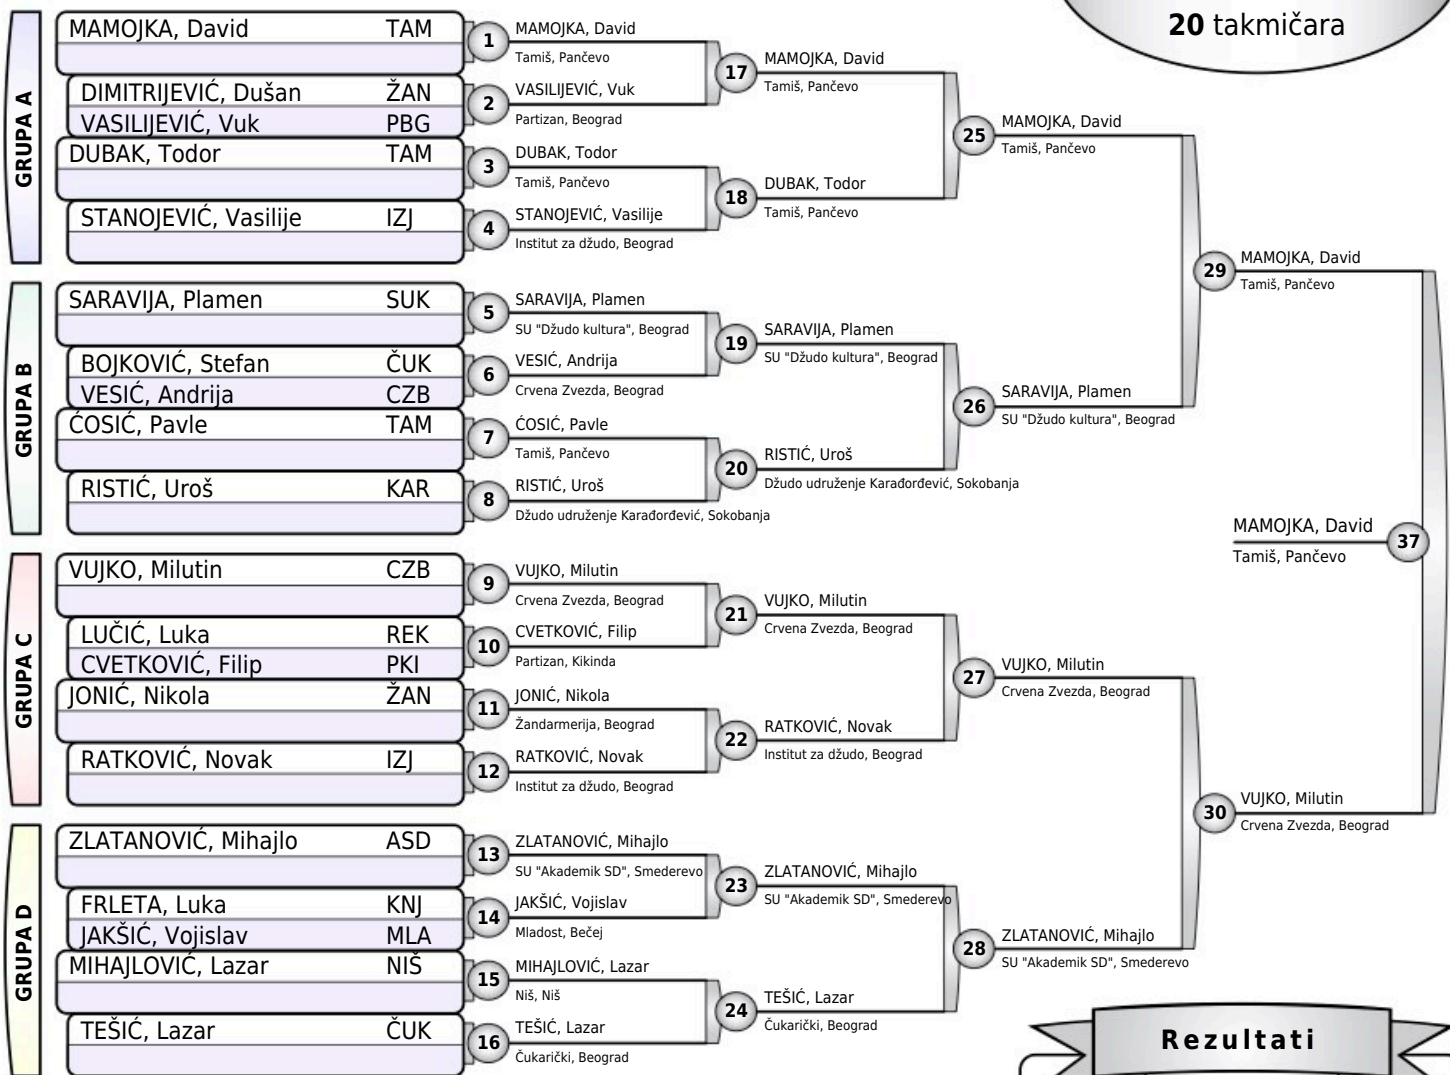 20 takmičara
GRUPA A
MAMOJKA, David TAM
DIMITRIJEVIĆ, Dušan ŽAN
VASILIJEVIĆ, Vuk PBG
DUBAK, Todor TAM
STANOJEVIĆ, Vasilije IZJ
GRUPA B
SARAVIJA, Plamen SUK
BOJKOVIĆ, Stefan ČUK
VESIĆ, Andrija CZB
ĆOSIĆ, Pavle TAM
RISTIĆ, Uroš KAR
GRUPA C
VUJKO, Milutin CZB
LUČIĆ, Luka REK
CVETKOVIĆ, Filip PKI
JONIĆ, Nikola ŽAN
RATKOVIĆ, Novak IZJ
GRUPA D
ZLATANOVIĆ, Mihajlo ASD
FRLETA, Luka KNJ
JAKŠIĆ, Vojislav MLA
MIHAJLOVIĆ, Lazar NIŠ
TEŠIĆ, Lazar ČUK
1 MAMOJKA, David
Tamiš, Pančevo
2 VASILIJEVIĆ, Vuk
Partizan, Beograd
3 DUBAK, Todor
Tamiš, Pančevo
4 STANOJEVIĆ, Vasilije
Institut za džudo, Beograd
5 SARAVIJA, Plamen
SU "Džudo kultura", Beograd
6 VESIĆ, Andrija
Crvena Zvezda, Beograd
7 ĆOSIĆ, Pavle
Tamiš, Pančevo
8 RISTIĆ, Uroš
Džudo udruženje Karađorđević, Sokobanja
9 VUJKO, Milutin
Crvena Zvezda, Beograd
10 CVETKOVIĆ, Filip
Partizan, Kikinda
11 JONIĆ, Nikola
Žandarmerija, Beograd
12 RATKOVIĆ, Novak
Institut za džudo, Beograd
13 ZLATANOVIĆ, Mihajlo
SU "Akademik SD", Smederevo
14 JAKŠIĆ, Vojislav
Mladost, Bečej
15 MIHAJLOVIĆ, Lazar
Niš, Niš
16 TEŠIĆ, Lazar
Čukarički, Beograd
17 MAMOJKA, David
Tamiš, Pančevo
18 DUBAK, Todor
Tamiš, Pančevo
19 SARAVIJA, Plamen
SU "Džudo kultura", Beograd
20 RISTIĆ, Uroš
Džudo udruženje Karađorđević, Sokobanja
21 VUJKO, Milutin
Crvena Zvezda, Beograd
22 RATKOVIĆ, Novak
Institut za džudo, Beograd
23 ZLATANOVIĆ, Mihajlo
SU "Akademik SD", Smederevo
24 TEŠIĆ, Lazar
Čukarički, Beograd
25 MAMOJKA, David
Tamiš, Pančevo
26 SARAVIJA, Plamen
SU "Džudo kultura", Beograd
27 VUJKO, Milutin
Crvena Zvezda, Beograd
28 ZLATANOVIĆ, Mihajlo
SU "Akademik SD", Smederevo
29 MAMOJKA, David
Tamiš, Pančevo
30 VUJKO, Milutin
Crvena Zvezda, Beograd
MAMOJKA, David 37
Tamiš, Pančevo
Rezultati